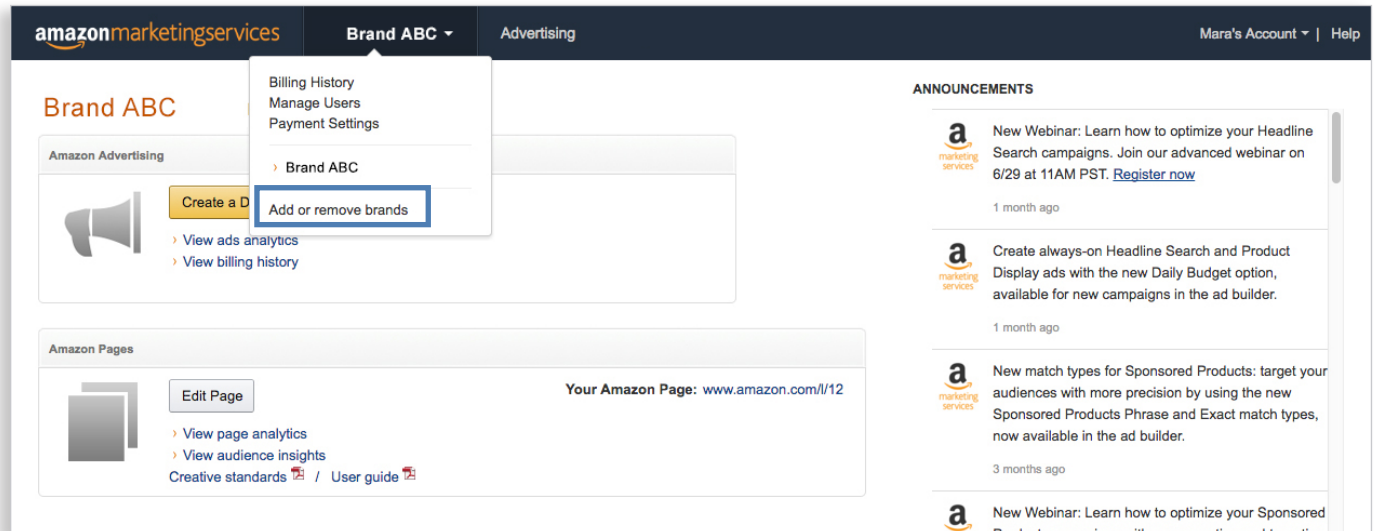 amazonmarketingservices
Brand ABC
Advertising
Mara's Account | Help
Billing History
Manage Users
Payment Settings
› Brand ABC
Add or remove brands
Brand ABC
Amazon Advertising
Create a D
› View ads analytics
› View billing history
Amazon Pages
Edit Page
Your Amazon Page: www.amazon.com/l/12
› View page analytics
› View audience insights
Creative standards / User guide
ANNOUNCEMENTS
a
marketing
services
New Webinar: Learn how to optimize your Headline
Search campaigns. Join our advanced webinar on
6/29 at 11AM PST. Register now
1 month ago
a
marketing
services
Create always-on Headline Search and Product
Display ads with the new Daily Budget option,
available for new campaigns in the ad builder.
1 month ago
a
marketing
services
New match types for Sponsored Products: target your
audiences with more precision by using the new
Sponsored Products Phrase and Exact match types,
now available in the ad builder.
3 months ago
a
New Webinar: Learn how to optimize your Sponsored